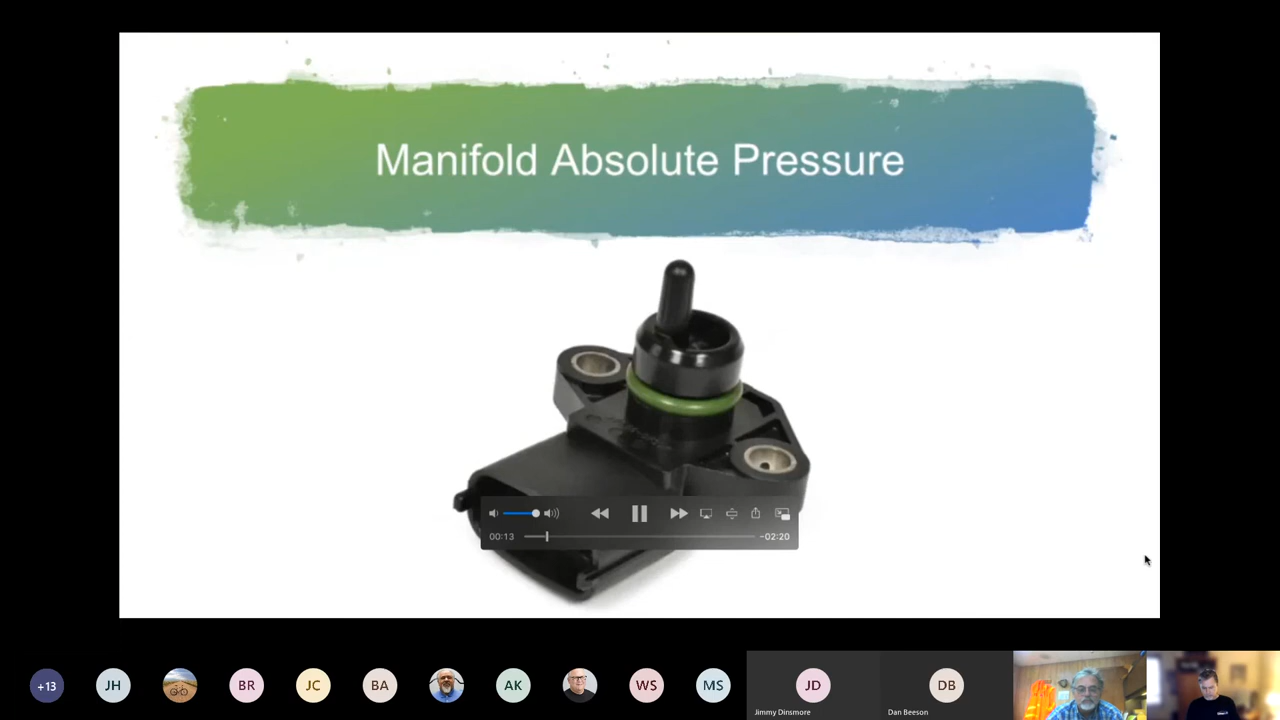 Manifold Absolute Pressure
00:13
-02:20
+13
JH
BR
JC
BA
AK
WS
MS
JD
DB
Jimmy Dinsmore
Dan Beeson